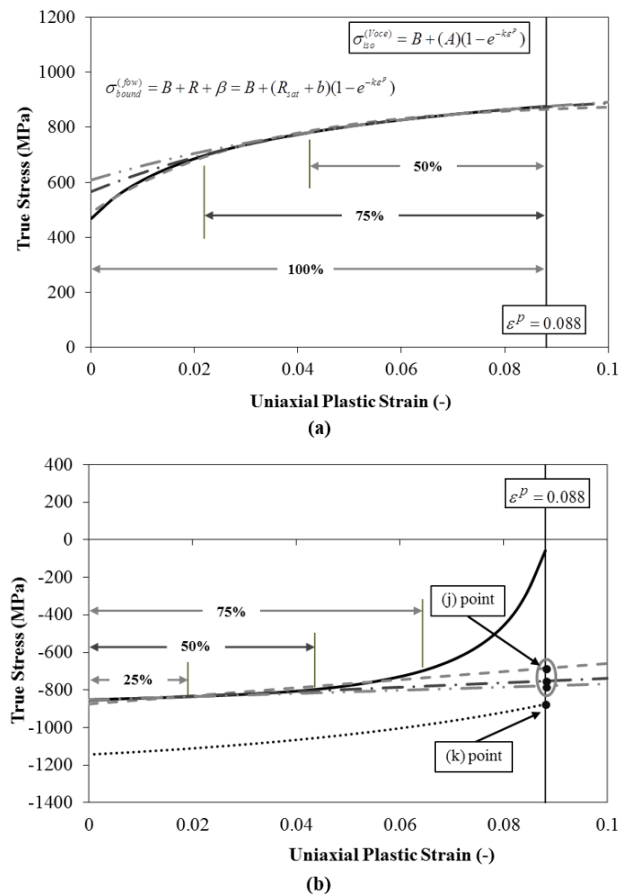 σ_iso^(Voce) = B + (A)(1 − e^(−kε^p))
1200
1000
σ_bound^(fow) = B + R + β = B + (R_sat + b)(1 − e^(−kε^p))
800
50%
600
75%
400
100%
200
ε^p = 0.088
0
0 0.02 0.04 0.06 0.08 0.1
True Stress (MPa)
Uniaxial Plastic Strain (-)
(a)
400
ε^p = 0.088
200
0
-200
75%
(j) point
-400
50%
-600
25%
-800
-1000
(k) point
-1200
-1400
0 0.02 0.04 0.06 0.08 0.1
True Stress (MPa)
Uniaxial Plastic Strain (-)
(b)